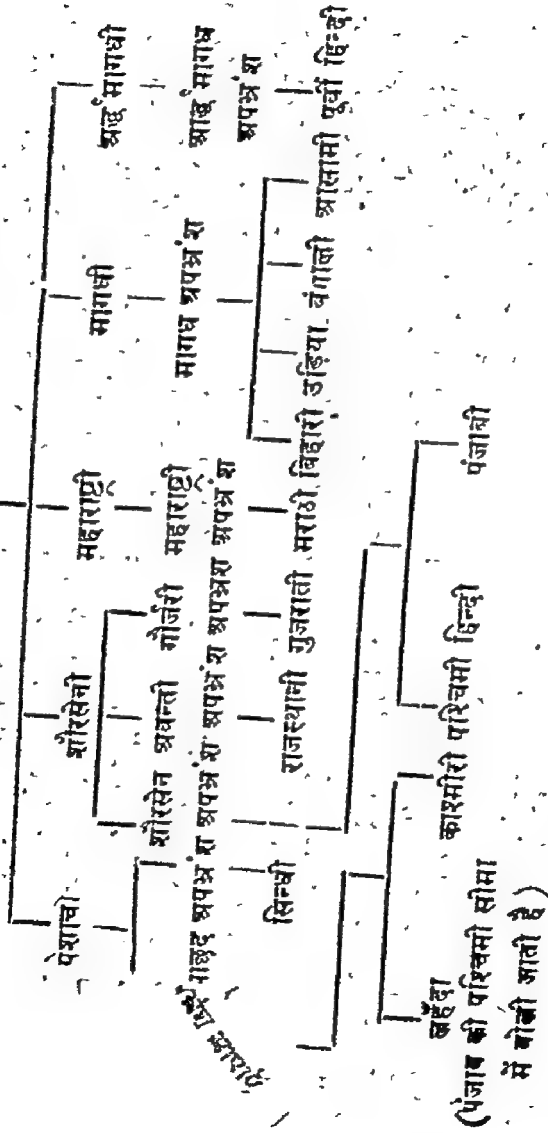 पैशाची शौरसेनी महाराष्ट्री मागधी अर्द्ध मागधी
शौरसेन अवन्ती गौर्जरी महाराष्ट्री मागध अपभ्रंश अर्द्ध मागध
अपभ्रंश अपभ्रंश अपभ्रंश अपभ्रंश अपभ्रंश अपभ्रंश
सिन्धी राजस्थानी गुजराती मराठी बिहारी उड़िया बंगाली आसामी पूर्वी हिन्दी
लहँदा काश्मीरी पश्चिमी हिन्दी पंजाबी
(पंजाब की पश्चिमी सीमा
में बोली जाती है)